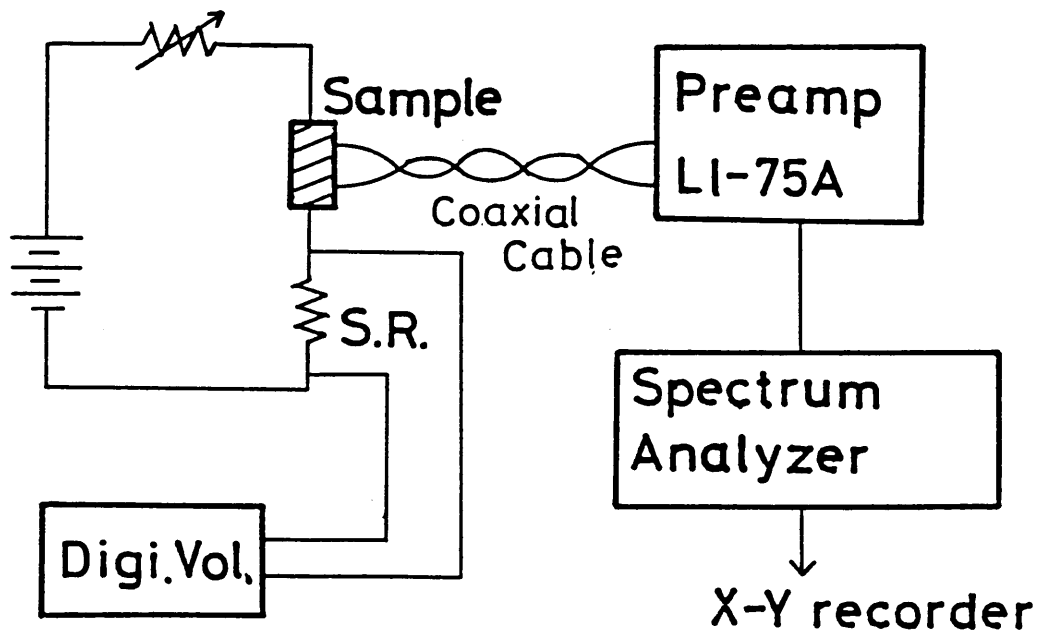 Sample
Preamp
LI-75A
Coaxial
Cable
S.R.
Spectrum
Analyzer
Digi.Vol.
X-Y recorder